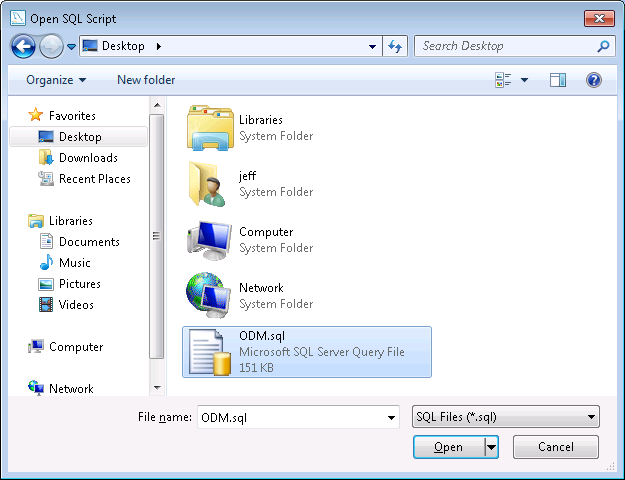 Open SQL Script
Desktop
Search Desktop
Organize
New folder
Favorites
Desktop
Downloads
Recent Places
Libraries
Documents
Music
Pictures
Videos
Computer
Network
Libraries
System Folder
jeff
System Folder
Computer
System Folder
Network
System Folder
ODM.sql
Microsoft SQL Server Query File
151 KB
File name:
ODM.sql
SQL Files (*.sql)
Open
Cancel